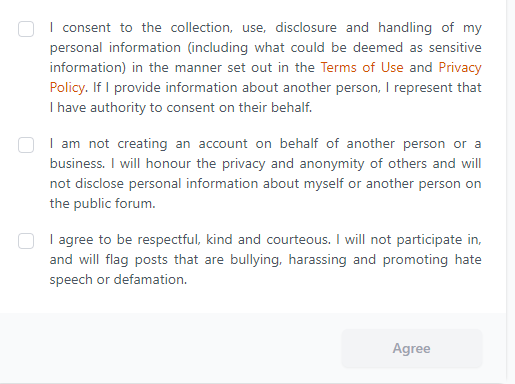 I consent to the collection, use, disclosure and handling of my
personal information (including what could be deemed as sensitive
information) in the manner set out in the Terms of Use and Privacy
Policy. If I provide information about another person, I represent that
I have authority to consent on their behalf.
I am not creating an account on behalf of another person or a
business. I will honour the privacy and anonymity of others and will
not disclose personal information about myself or another person on
the public forum.
I agree to be respectful, kind and courteous. I will not participate in,
and will flag posts that are bullying, harassing and promoting hate
speech or defamation.
Agree